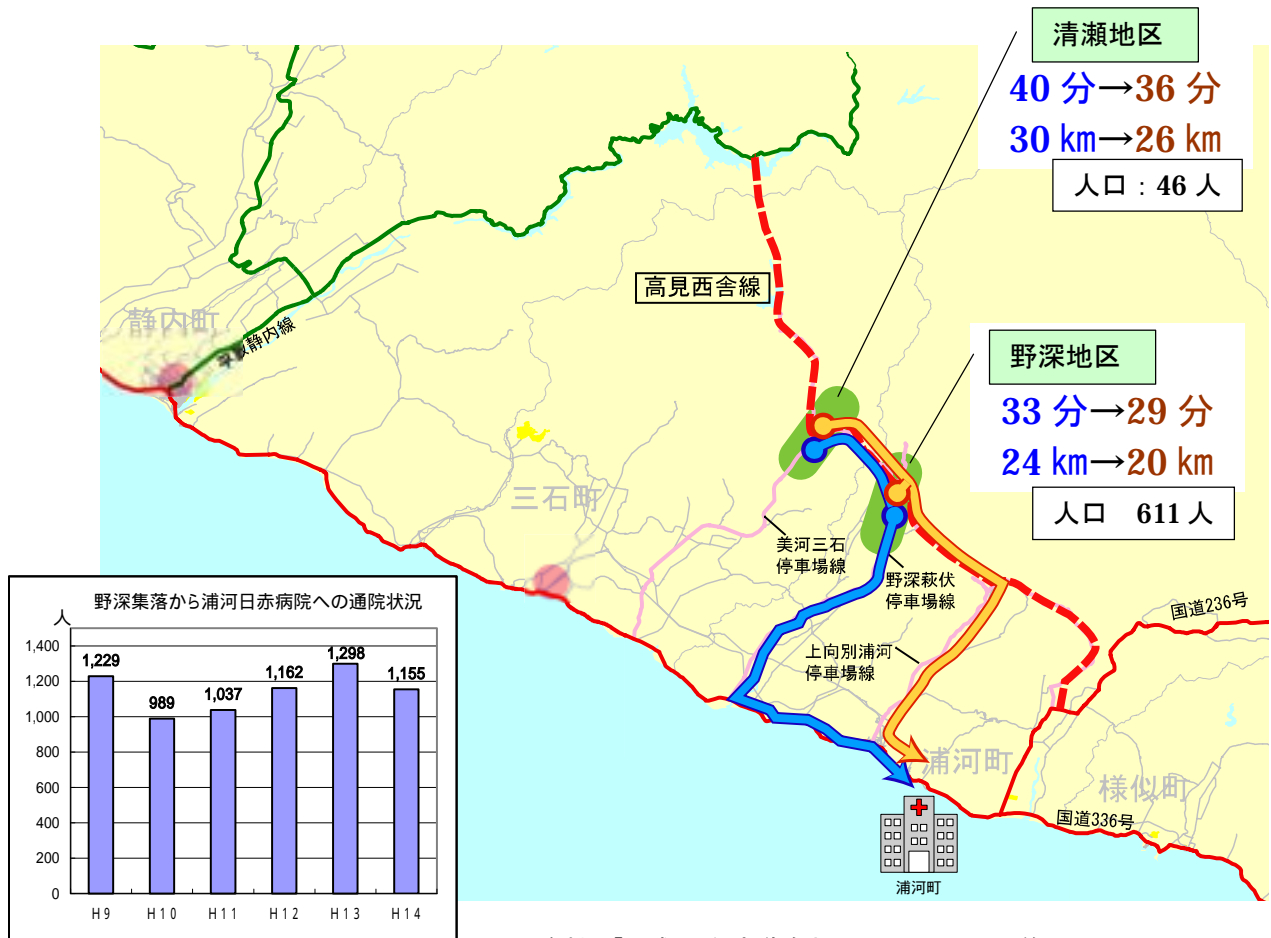 清瀬地区
40 分→36 分
30 km→26 km
人口：46 人
高見西舎線
静内町
静内線
野深地区
33 分→29 分
24 km→20 km
人口 611 人
三石町
美河三石
停車場線
野深萩伏
停車場線
上向別浦河
停車場線
国道236号
浦河町
様似町
国道336号
浦河町
野深集落から浦河日赤病院への通院状況
人
1,400
1,200
1,000
800
600
400
200
0
1,229
989
1,037
1,162
1,298
1,155
H9
H10
H11
H12
H13
H14